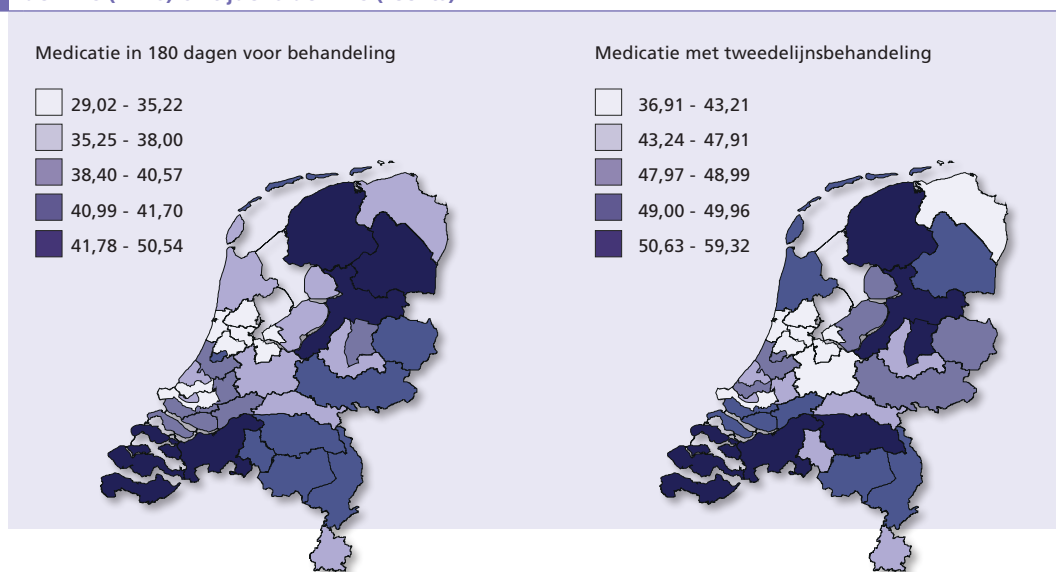 Medicatie in 180 dagen voor behandeling
29,02 - 35,22
35,25 - 38,00
38,40 - 40,57
40,99 - 41,70
41,78 - 50,54
Medicatie met tweedelijnsbehandeling
36,91 - 43,21
43,24 - 47,91
47,97 - 48,99
49,00 - 49,96
50,63 - 59,32